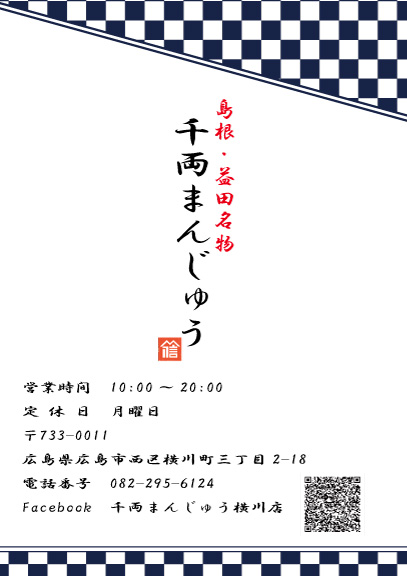 島根・益田名物
千両まんじゅう
営業時間 10:00 〜 20:00
定休日 月曜日
〒733-0011
広島県広島市西区横川町三丁目 2-18
電話番号 082-295-6124
Facebook 千両まんじゅう横川店